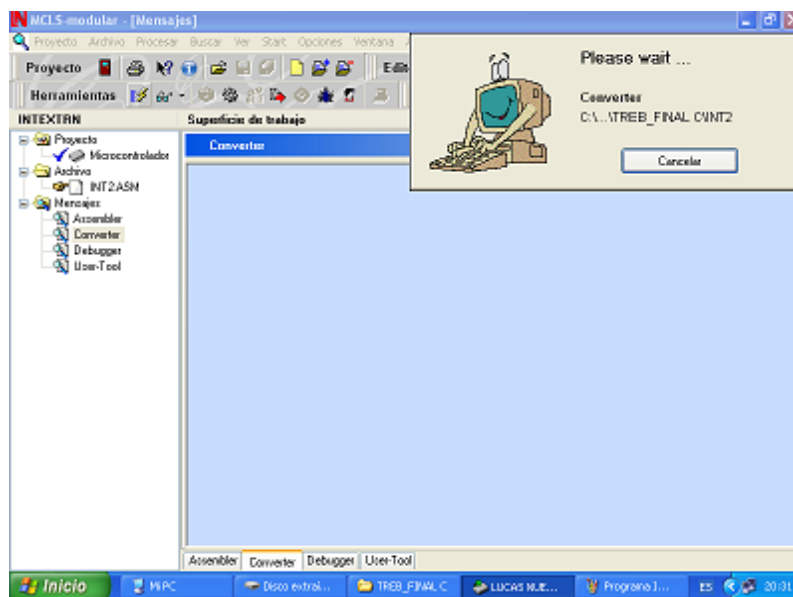 MCLS-modular - [Mensajes]
Proyecto Archivo Procesar Buscar Ver Start Opciones Ventana
Proyecto
Herramientas
INTEXTRN
Superficie de trabajo
Proyecto
Microcontrolador
Archivo
INT2.ASM
Mensajes
Assembler
Converter
Debugger
User-Tool
Converter
Please wait ...
Converter
C:\...\TREB_FINAL C\INT2
Cancelar
Assembler Converter Debugger User-Tool
Inicio
Mi PC
Disco extraí...
TREB_FINAL C
LUCAS NUE...
Programa I...
ES
20:31